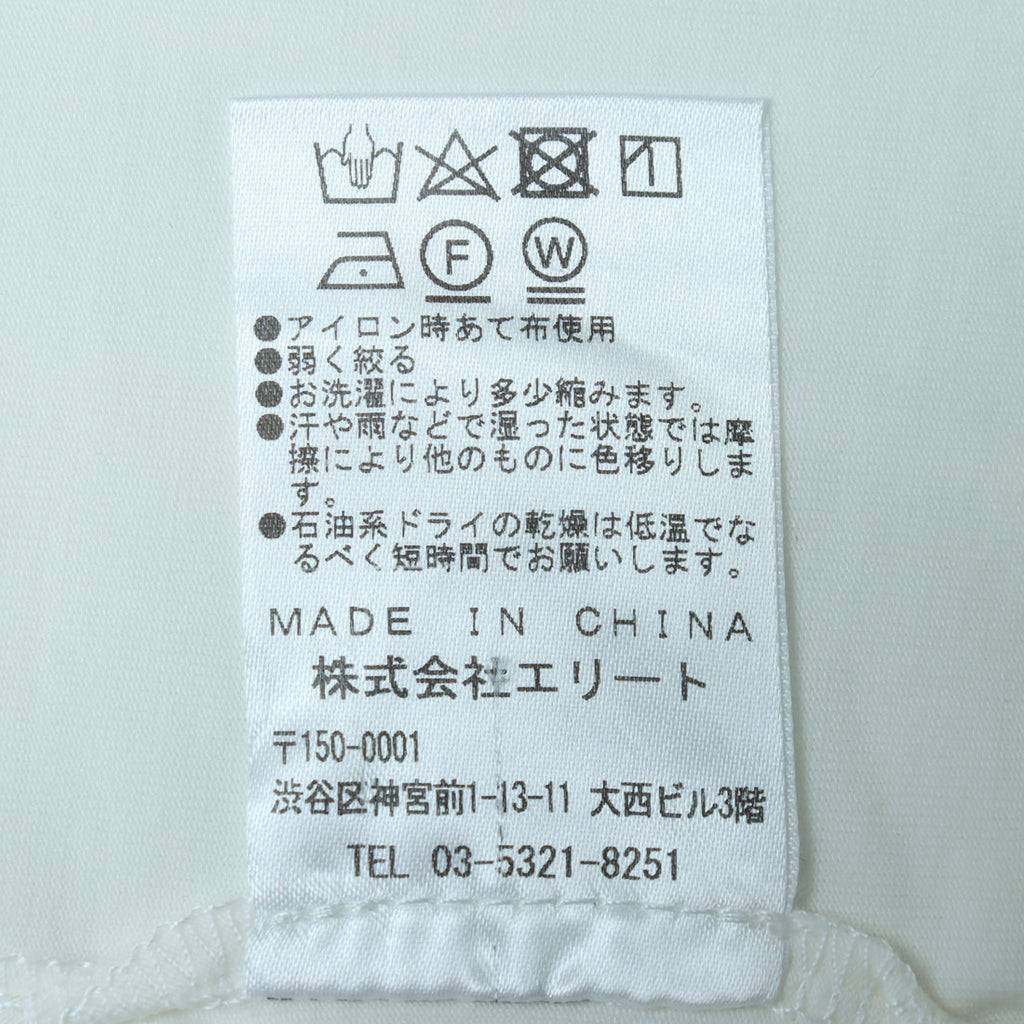 F W
●アイロン時あて布使用
●弱く絞る
●お洗濯により多少縮みます。
●汗や雨などで湿った状態では摩
擦により他のものに色移りしま
す。
●石油系ドライの乾燥は低温でな
るべく短時間でお願いします。
MADE IN CHINA
株式会社エリート
〒150-0001
渋谷区神宮前1-13-11 大西ビル3階
TEL 03-5321-8251